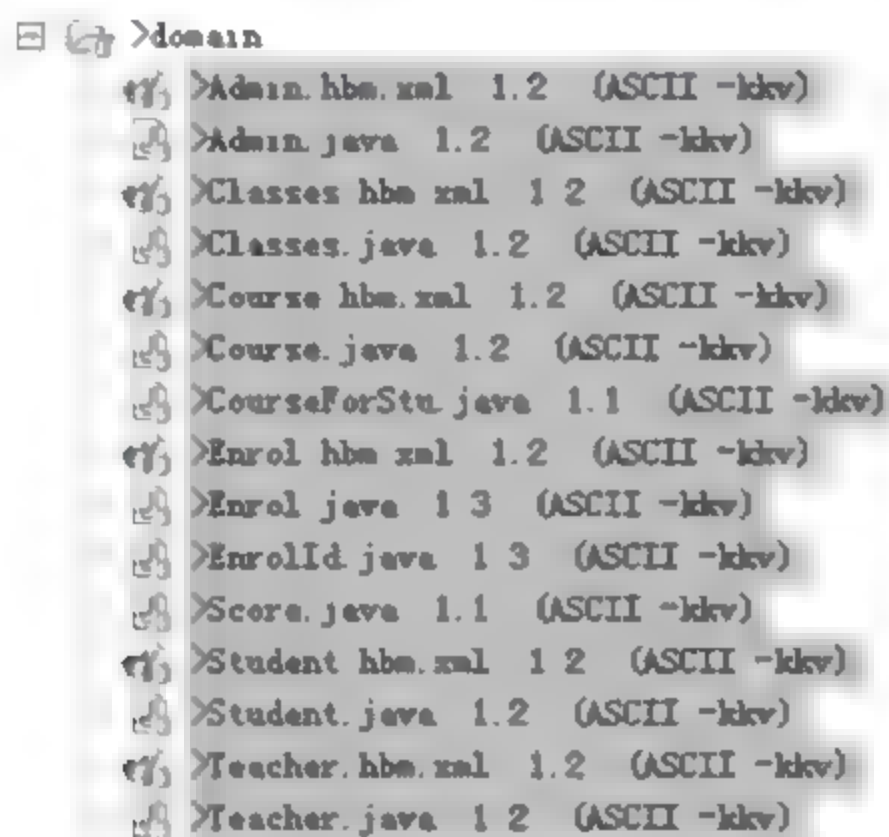 >domain
>Admin.hbm.xml 1.2 (ASCII -kkv)
>Admin.java 1.2 (ASCII -kkv)
>Classes.hbm.xml 1.2 (ASCII -kkv)
>Classes.java 1.2 (ASCII -kkv)
>Course.hbm.xml 1.2 (ASCII -kkv)
>Course.java 1.2 (ASCII -kkv)
>CourseForStu.java 1.1 (ASCII -kkv)
>Enrol.hbm.xml 1.2 (ASCII -kkv)
>Enrol.java 1.3 (ASCII -kkv)
>EnrolId.java 1.3 (ASCII -kkv)
>Score.java 1.1 (ASCII -kkv)
>Student.hbm.xml 1.2 (ASCII -kkv)
>Student.java 1.2 (ASCII -kkv)
>Teacher.hbm.xml 1.2 (ASCII -kkv)
>Teacher.java 1.2 (ASCII -kkv)